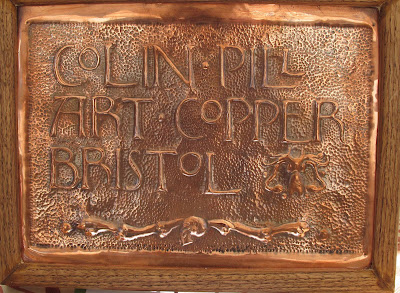 COLIN · PILL
ART · COPPER
BRISTOL